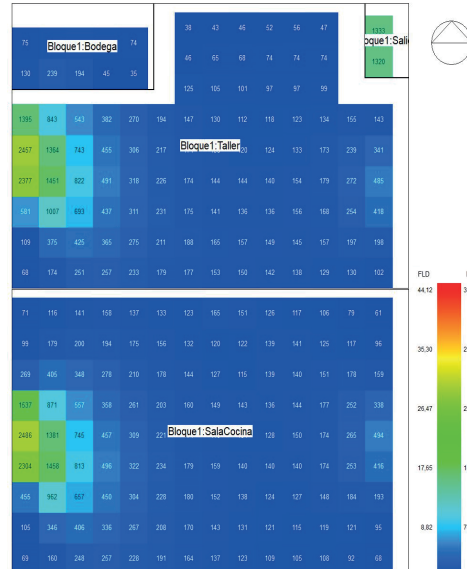 38 43 46 52 56 47
1333
75 Bloque1:Bodega 74
oque1:Sali
46 65 68 74 74 74
1320
130 239 194 45 35
125 105 101 97 97 99
1395 843 543 382 270 194 147 130 112 118 123 134 155 143
2457 1364 743 455 306 217 Bloque1:Taller 20 124 133 173 239 341
2377 1451 822 491 318 226 174 144 144 140 154 179 272 485
581 1007 693 437 311 231 175 141 136 136 156 168 254 418
109 375 425 365 275 211 188 165 157 149 145 157 197 198
68 174 251 257 233 179 177 153 150 142 138 129 130 102
FLD
44,12 3
71 116 141 158 137 133 123 165 151 126 117 106 79 61
99 179 200 194 175 156 132 120 122 139 141 125 117 96
35,30 2
269 405 348 278 210 178 144 127 115 139 140 151 178 159
1537 871 557 358 261 203 160 149 143 136 144 177 252 338
26,47 2
2486 1381 745 457 309 221 Bloque1:SalaCocina 128 150 174 265 494
2304 1458 813 496 322 234 179 159 140 140 140 174 253 416
17,65 1
455 962 657 450 304 228 180 152 138 124 127 148 184 193
105 346 406 336 267 208 170 143 131 121 115 119 121 95
8,82 7
69 160 248 257 228 191 164 137 123 109 105 108 92 68